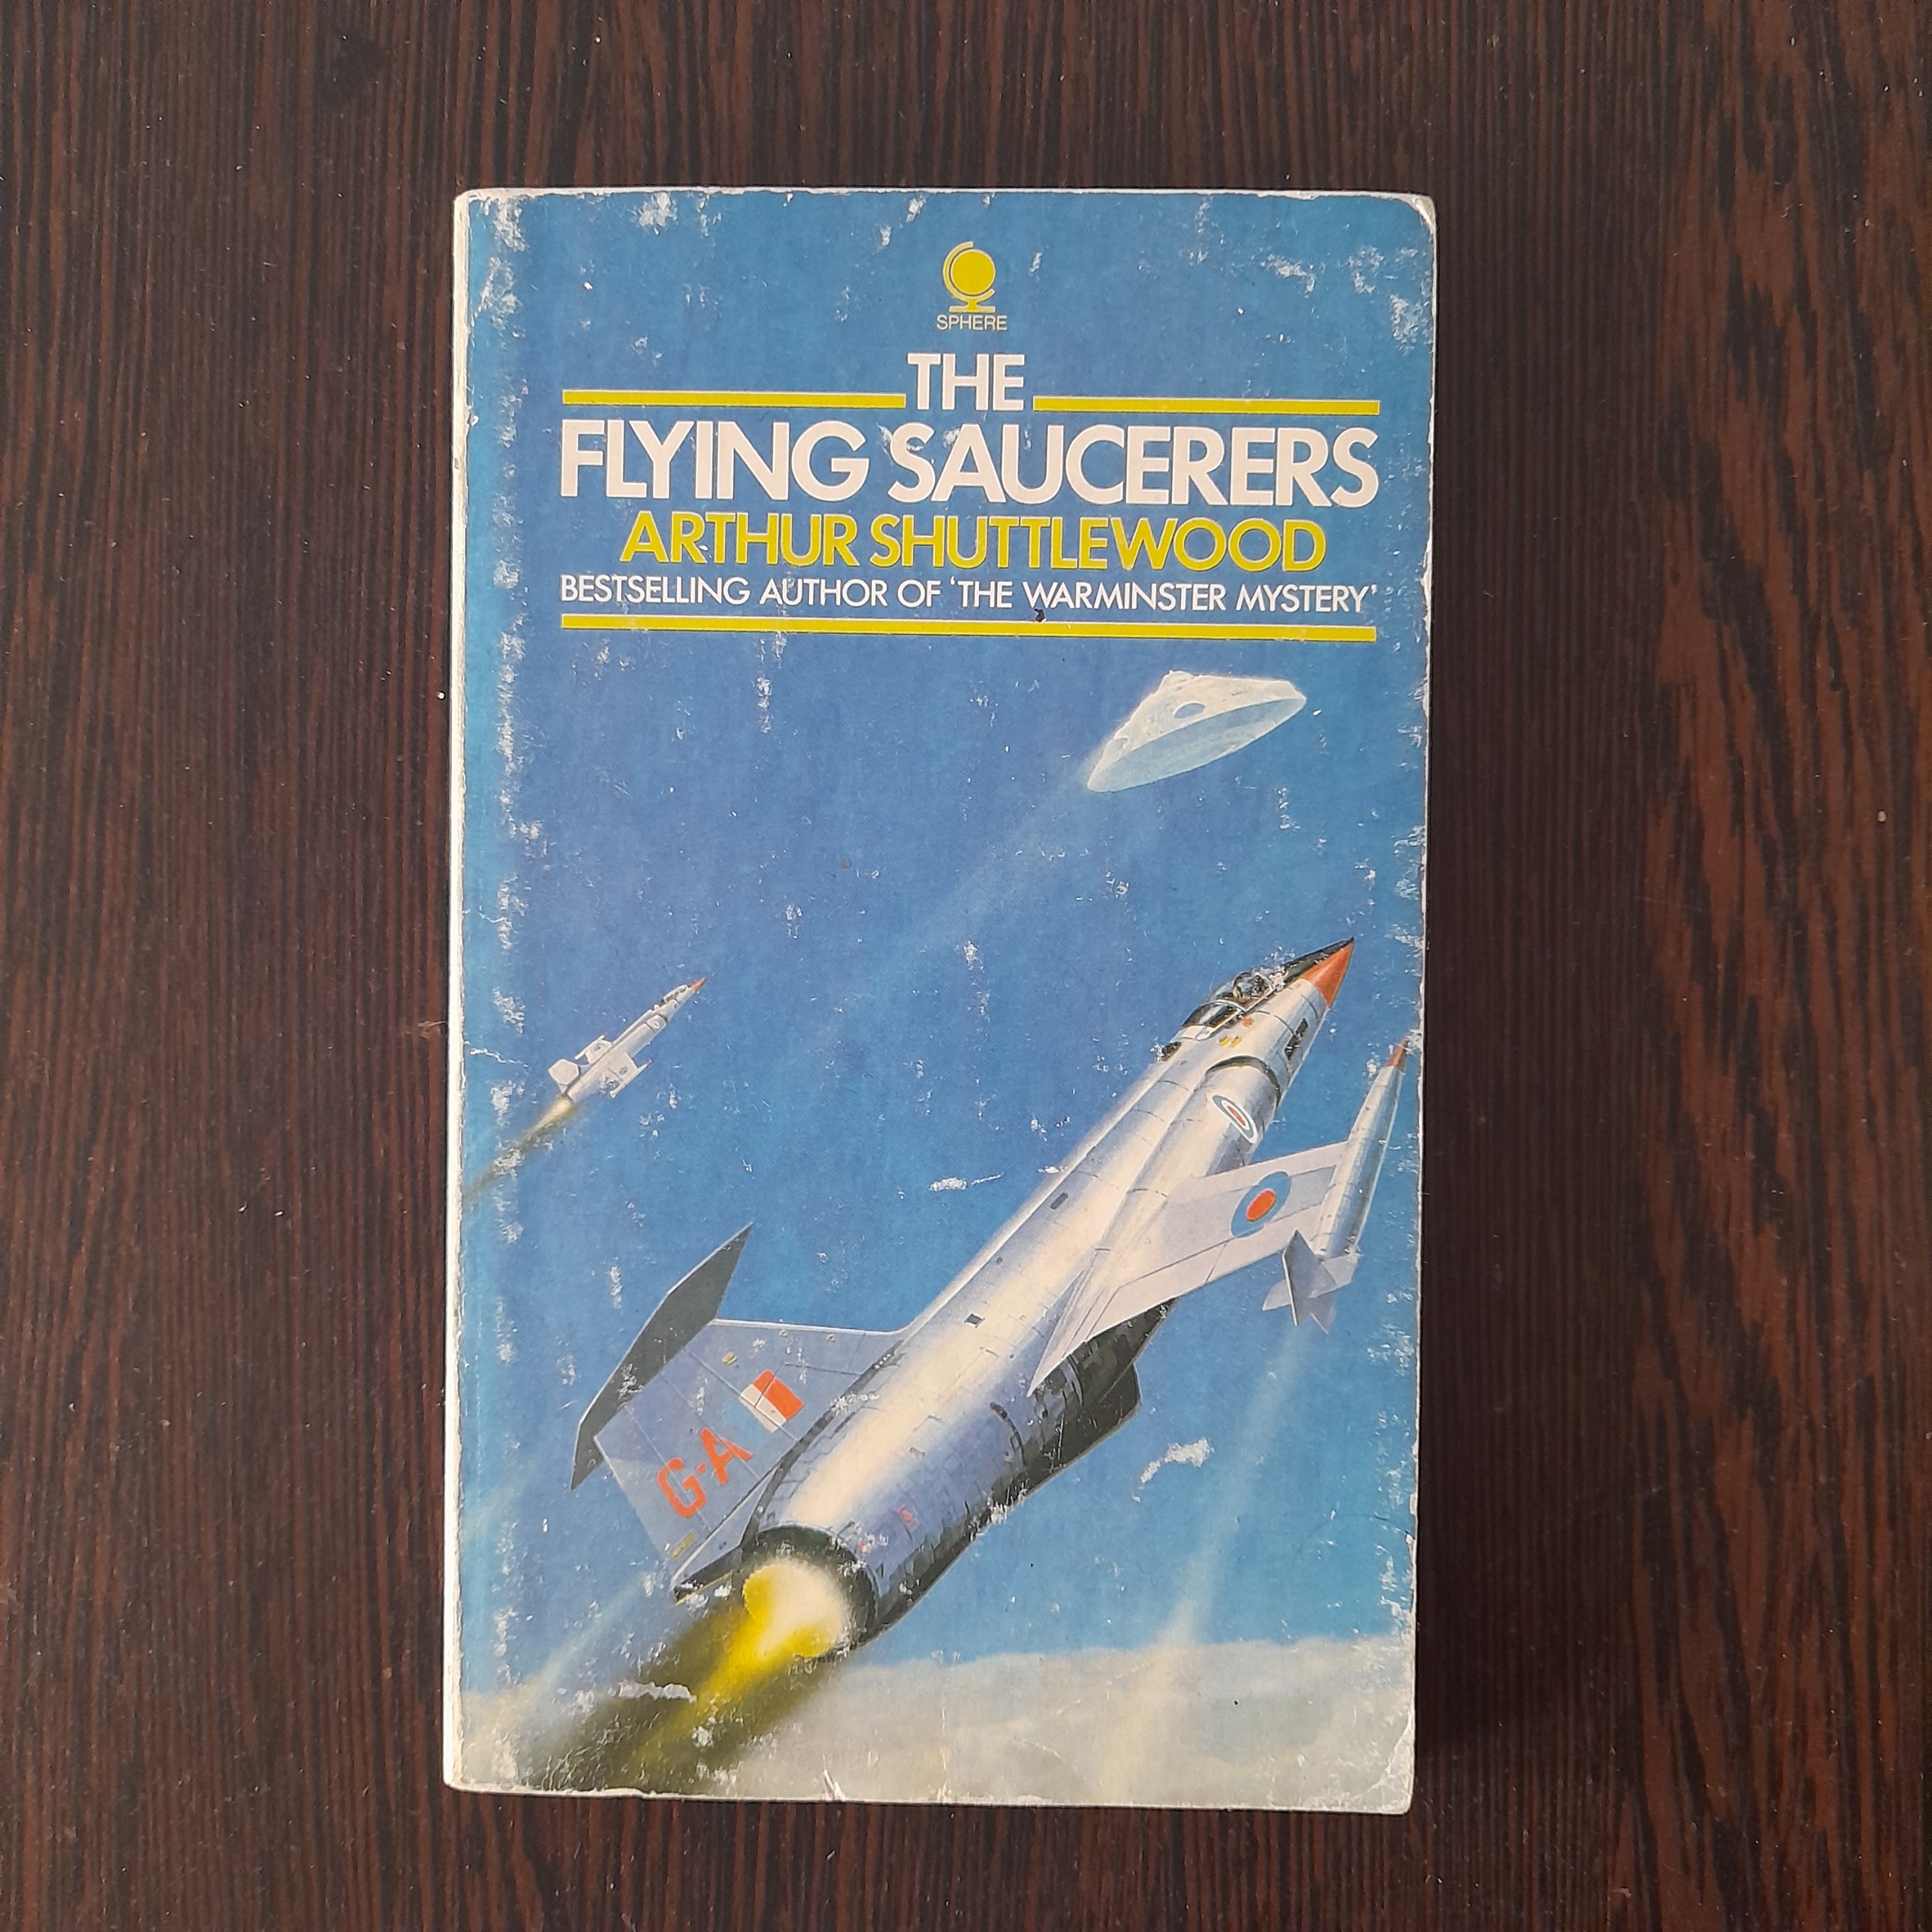 SPHERE
THE
FLYING SAUCERERS
ARTHUR SHUTTLEWOOD
BESTSELLING AUTHOR OF 'THE WARMINSTER MYSTERY'
G-A